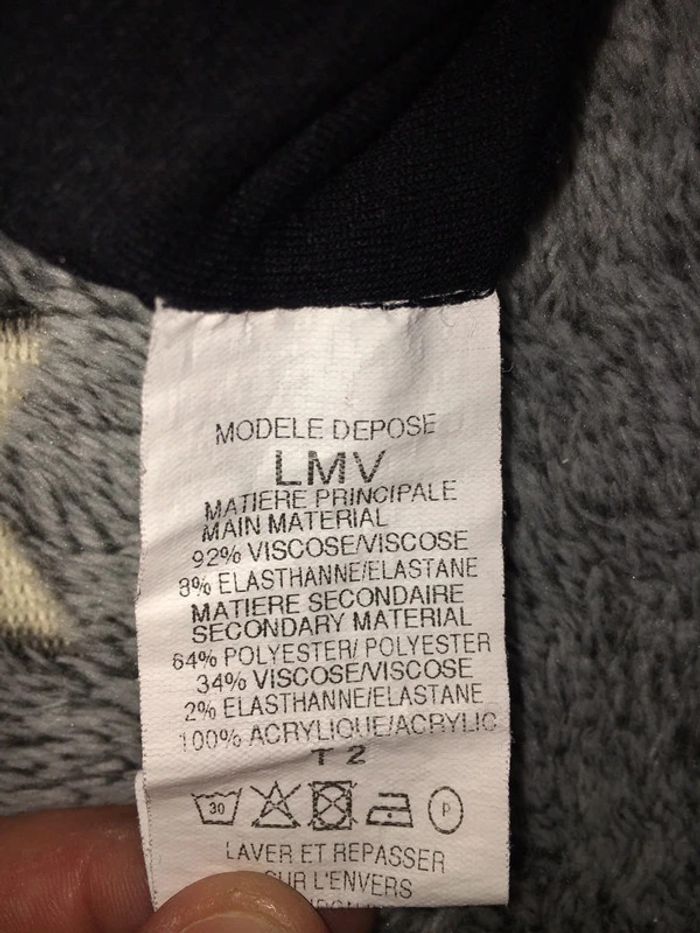 MODELE DEPOSE
LMV
MATIERE PRINCIPALE
MAIN MATERIAL
92% VISCOSE/VISCOSE
8% ELASTHANNE/ELASTANE
MATIERE SECONDAIRE
SECONDARY MATERIAL
64% POLYESTER/ POLYESTER
34% VISCOSE/VISCOSE
2% ELASTHANNE/ELASTANE
100% ACRYLIQUE/ACRYLIC
T 2
30 P
LAVER ET REPASSER
SUR L'ENVERS